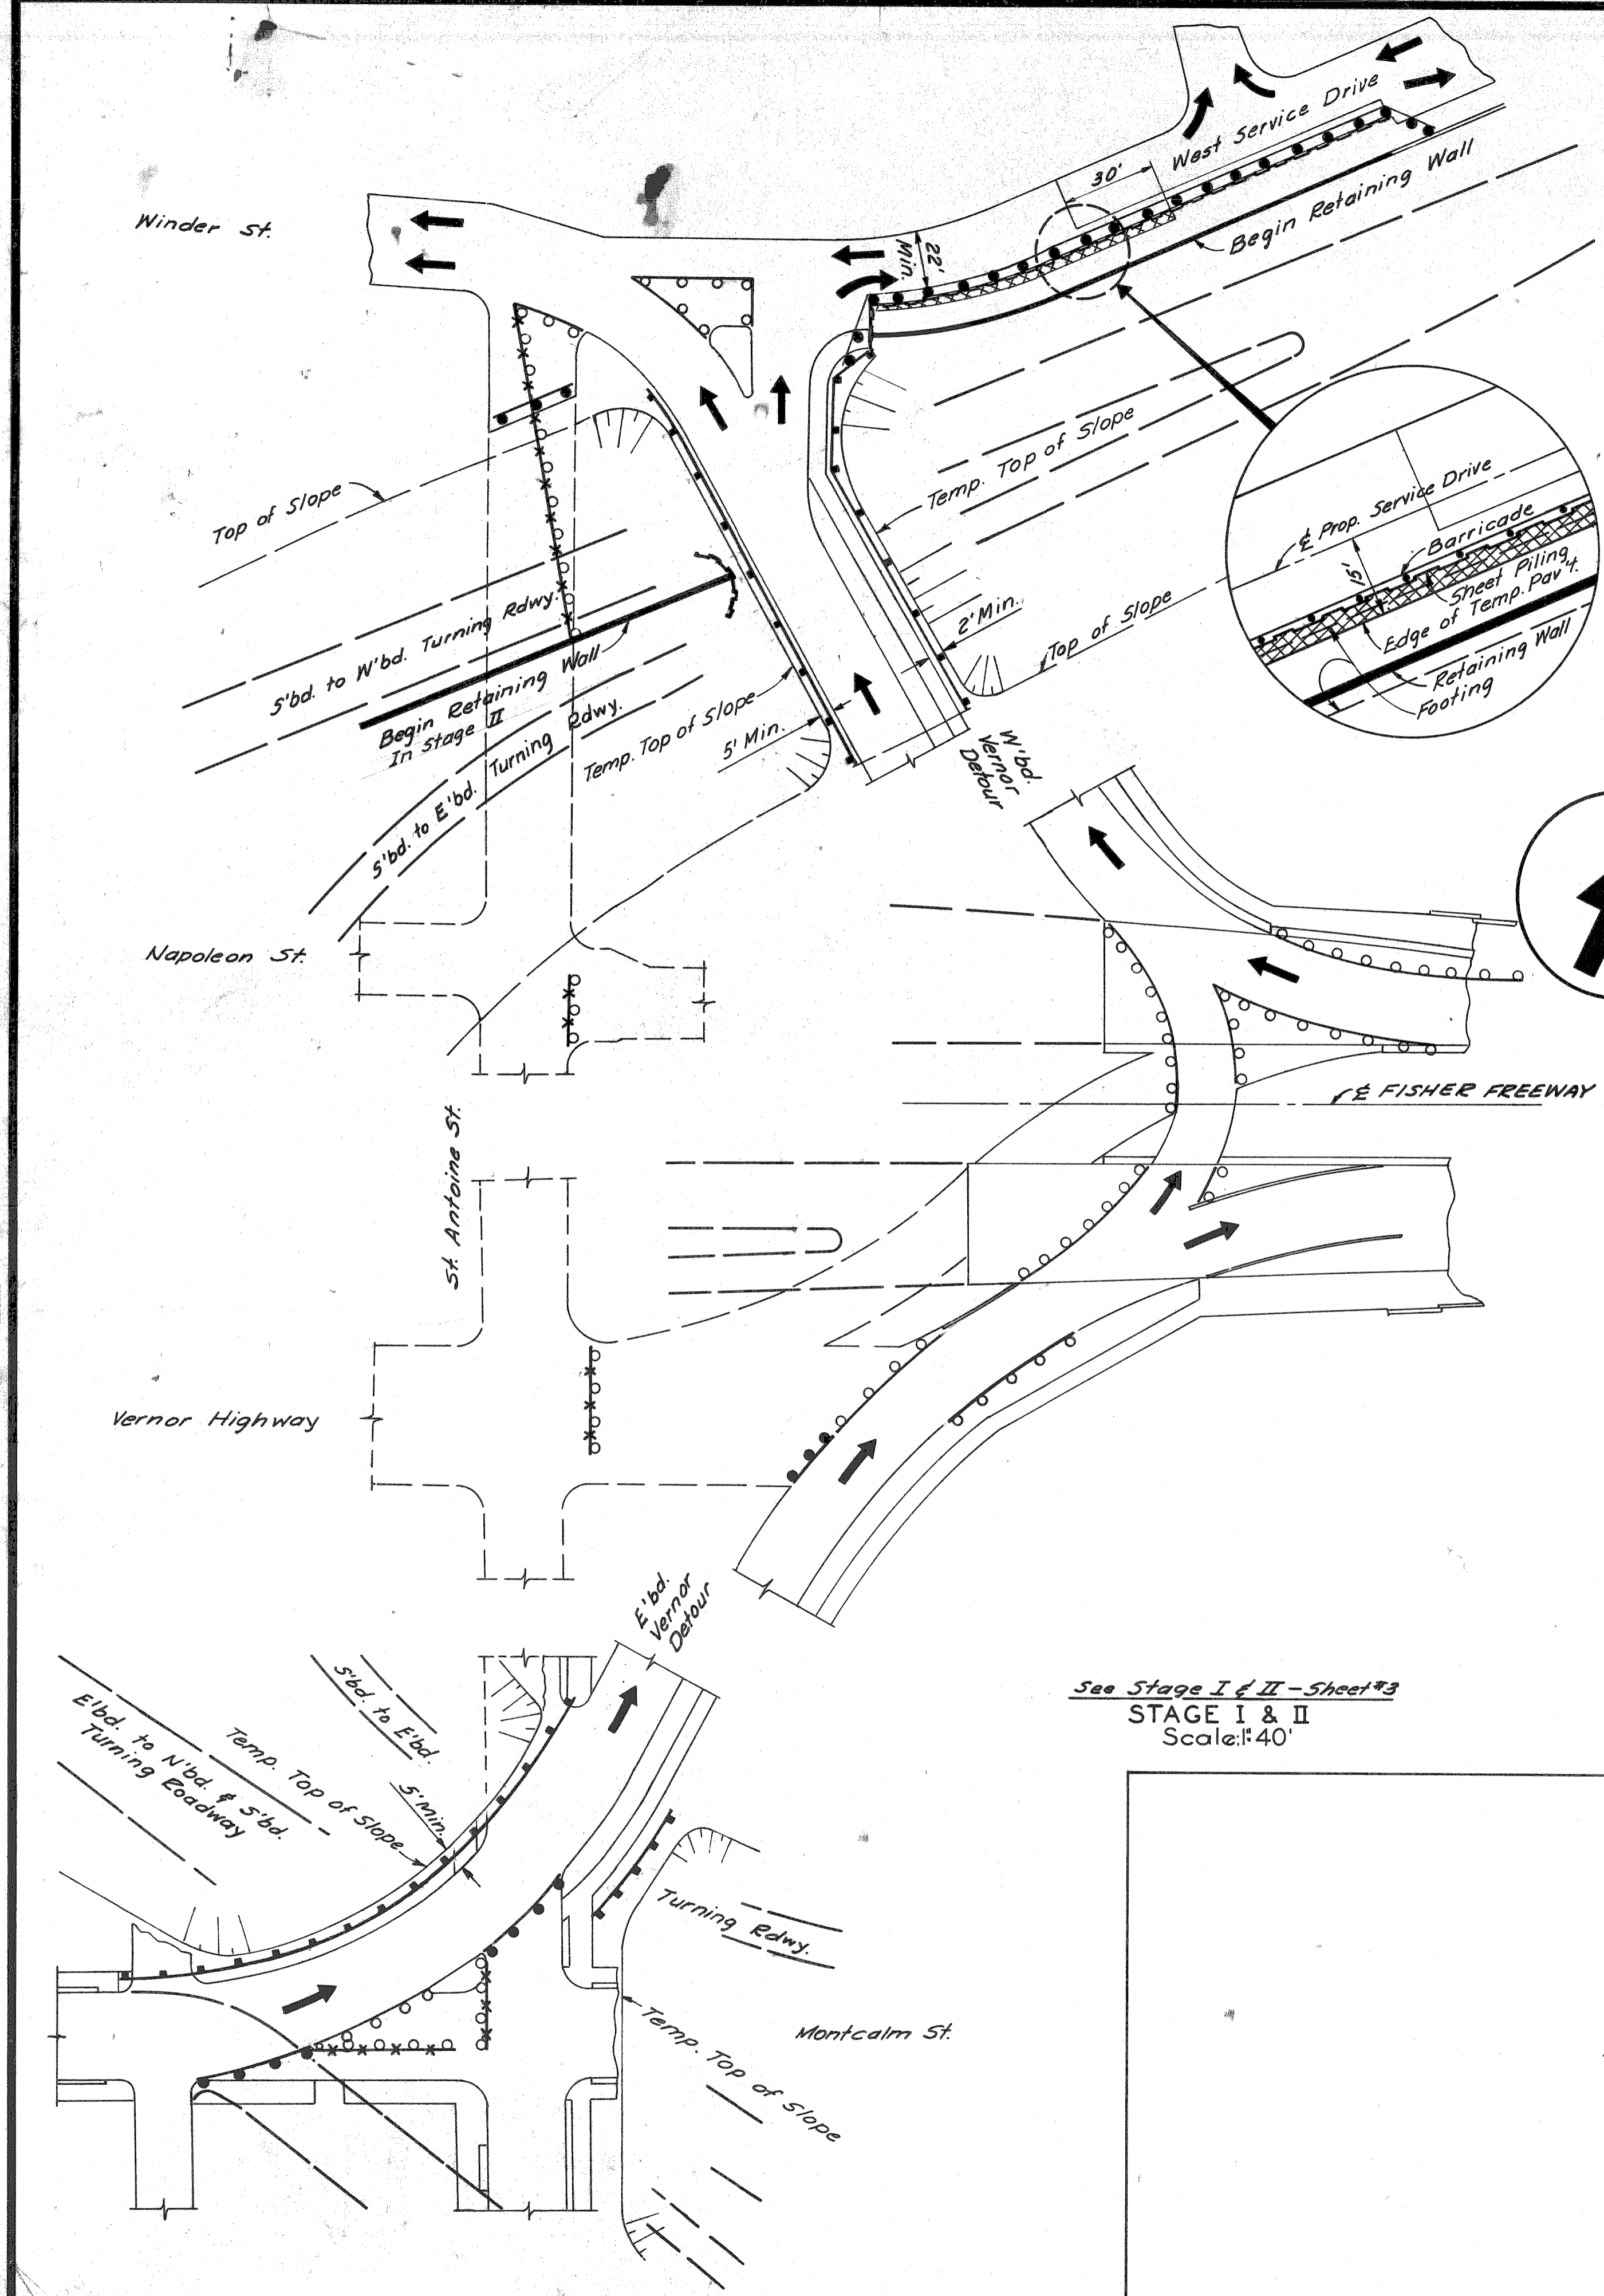 West Service Drive
30'
Winder St.
22'
Min.
Begin Retaining Wall
Temp. Top of Slope
Top of Slope
℄ Prop. Service Drive
Barricade
15'
Sheet Piling
Edge of Temp. Pav't.
Retaining Wall
Footing
2' Min.
Top of Slope
S'bd. to W'bd. Turning Rdwy.
Begin Retaining Wall
In Stage II
Temp. Top of Slope
5' Min.
S'bd. to E'bd. Turning Rdwy.
W'bd.
Vernor
Detour
Napoleon St.
℄ FISHER FREEWAY
St. Antoine St.
Vernor Highway
E'bd.
Vernor
Detour
See Stage I & II - Sheet #3
STAGE I & II
Scale: 1"=40'
S'bd. to E'bd.
E'bd. to N'bd. & S'bd.
Turning Roadway
Temp. Top of Slope
5' Min.
Turning Rdwy.
Montcalm St.
Temp. Top of Slope